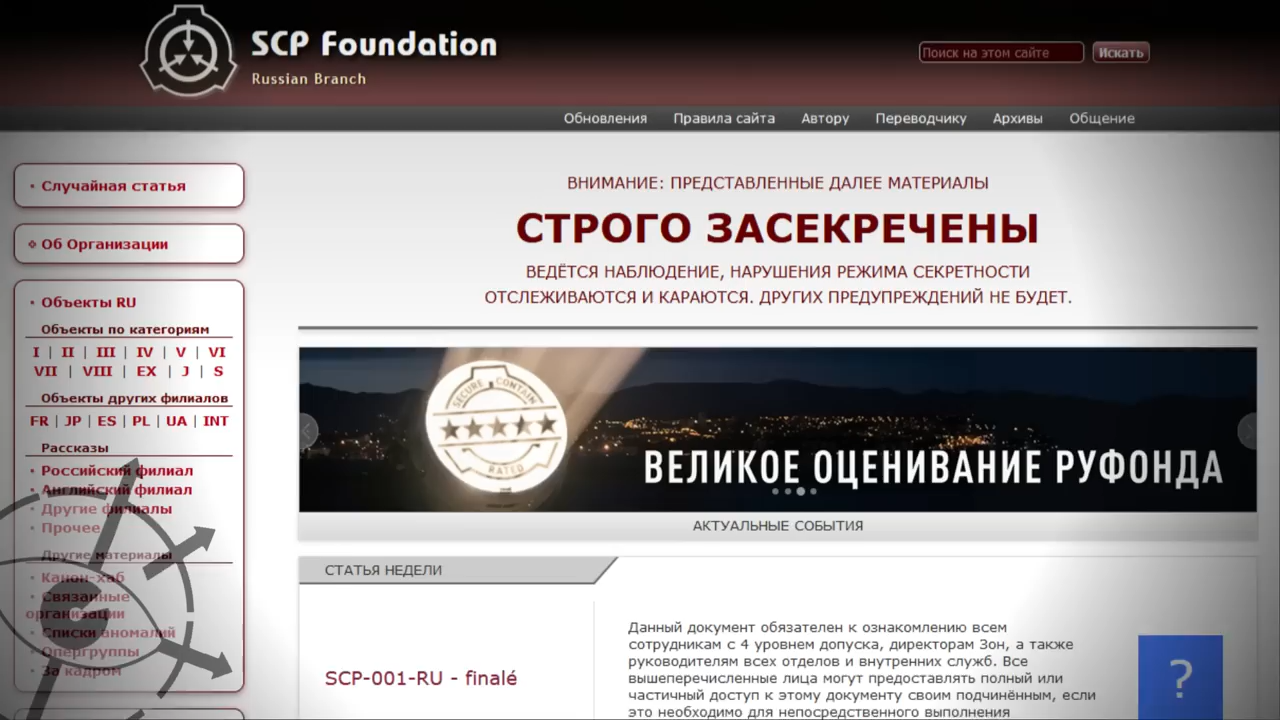 SCP Foundation
Russian Branch
Поиск на этом сайте
Искать
Обновления Правила сайта Автору Переводчику Архивы Общение
Случайная статья
Об Организации
Объекты RU
Объекты по категориям
I | II | III | IV | V | VI
VII | VIII | EX | J | S
Объекты других филиалов
FR | JP | ES | PL | UA | INT
Рассказы
Российский филиал
Английский филиал
Другие филиалы
Прочее
Другие материалы
Канон-хаб
Связанные
организации
Списки аномалий
Опергруппы
За кадром
ВНИМАНИЕ: ПРЕДСТАВЛЕННЫЕ ДАЛЕЕ МАТЕРИАЛЫ
СТРОГО ЗАСЕКРЕЧЕНЫ
ВЕДЁТСЯ НАБЛЮДЕНИЕ, НАРУШЕНИЯ РЕЖИМА СЕКРЕТНОСТИ
ОТСЛЕЖИВАЮТСЯ И КАРАЮТСЯ. ДРУГИХ ПРЕДУПРЕЖДЕНИЙ НЕ БУДЕТ.
SECURE CONTAIN
RATED
ВЕЛИКОЕ ОЦЕНИВАНИЕ РУФОНДА
АКТУАЛЬНЫЕ СОБЫТИЯ
СТАТЬЯ НЕДЕЛИ
SCP-001-RU - finalé
Данный документ обязателен к ознакомлению всем
сотрудникам с 4 уровнем допуска, директорам Зон, а также
руководителям всех отделов и внутренних служб. Все
вышеперечисленные лица могут предоставлять полный или
частичный доступ к этому документу своим подчинённым, если
это необходимо для непосредственного выполнения
?